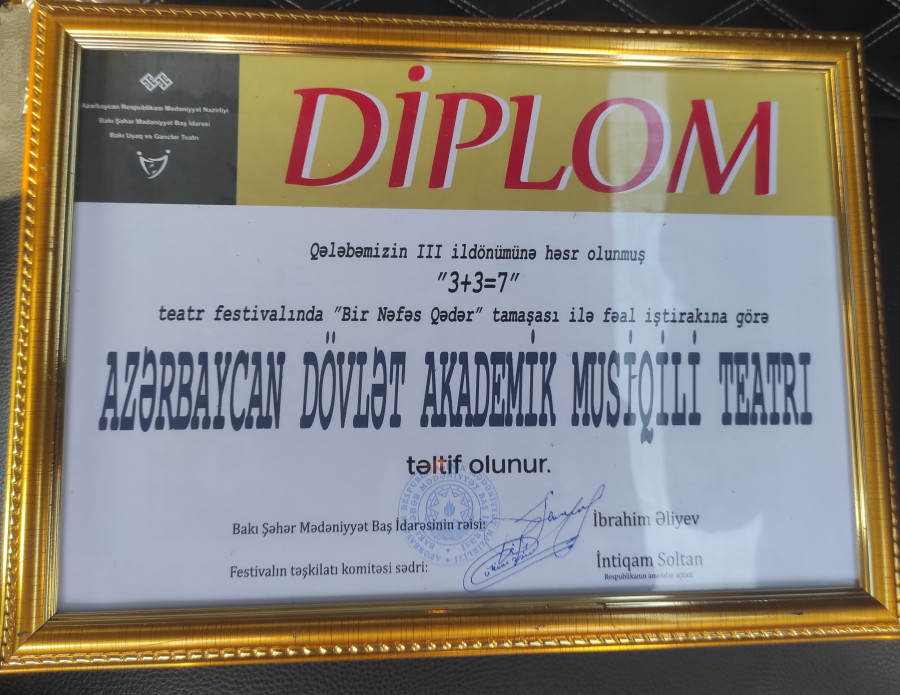 Azərbaycan Respublikası Mədəniyyət Nazirliyi
Bakı Şəhər Mədəniyyət Baş İdarəsi
Bakı Uşaq və Gənclər Teatrı
DİPLOM
Qələbəmizin III ildönümünə həsr olunmuş
"3+3=7"
teatr festivalında "Bir Nəfəs Qədər" tamaşası ilə fəal iştirakına görə
AZƏRBAYCAN DÖVLƏT AKADEMİK MUSİQİLİ TEATRI
təltif olunur.
Bakı Şəhər Mədəniyyət Baş İdarəsinin rəisi:
İbrahim Əliyev
Festivalın təşkilatı komitəsi sədri:
İntiqam Soltan
Respublikanın əməkdar artisti